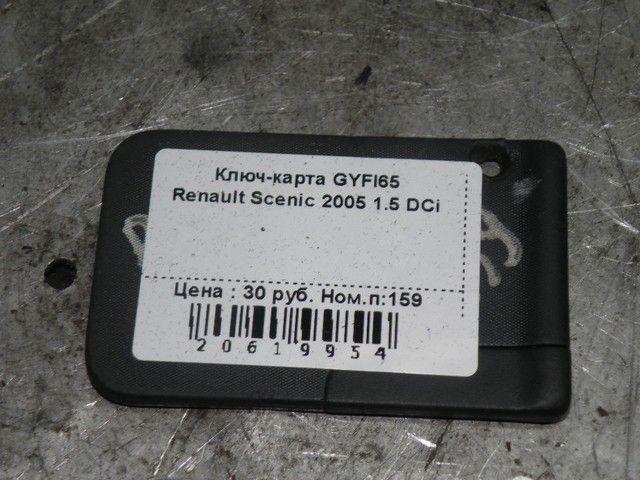 Ключ-карта GYFI65
Renault Scenic 2005 1.5 DCi
Цена : 30 руб. Ном.п:159
20619954